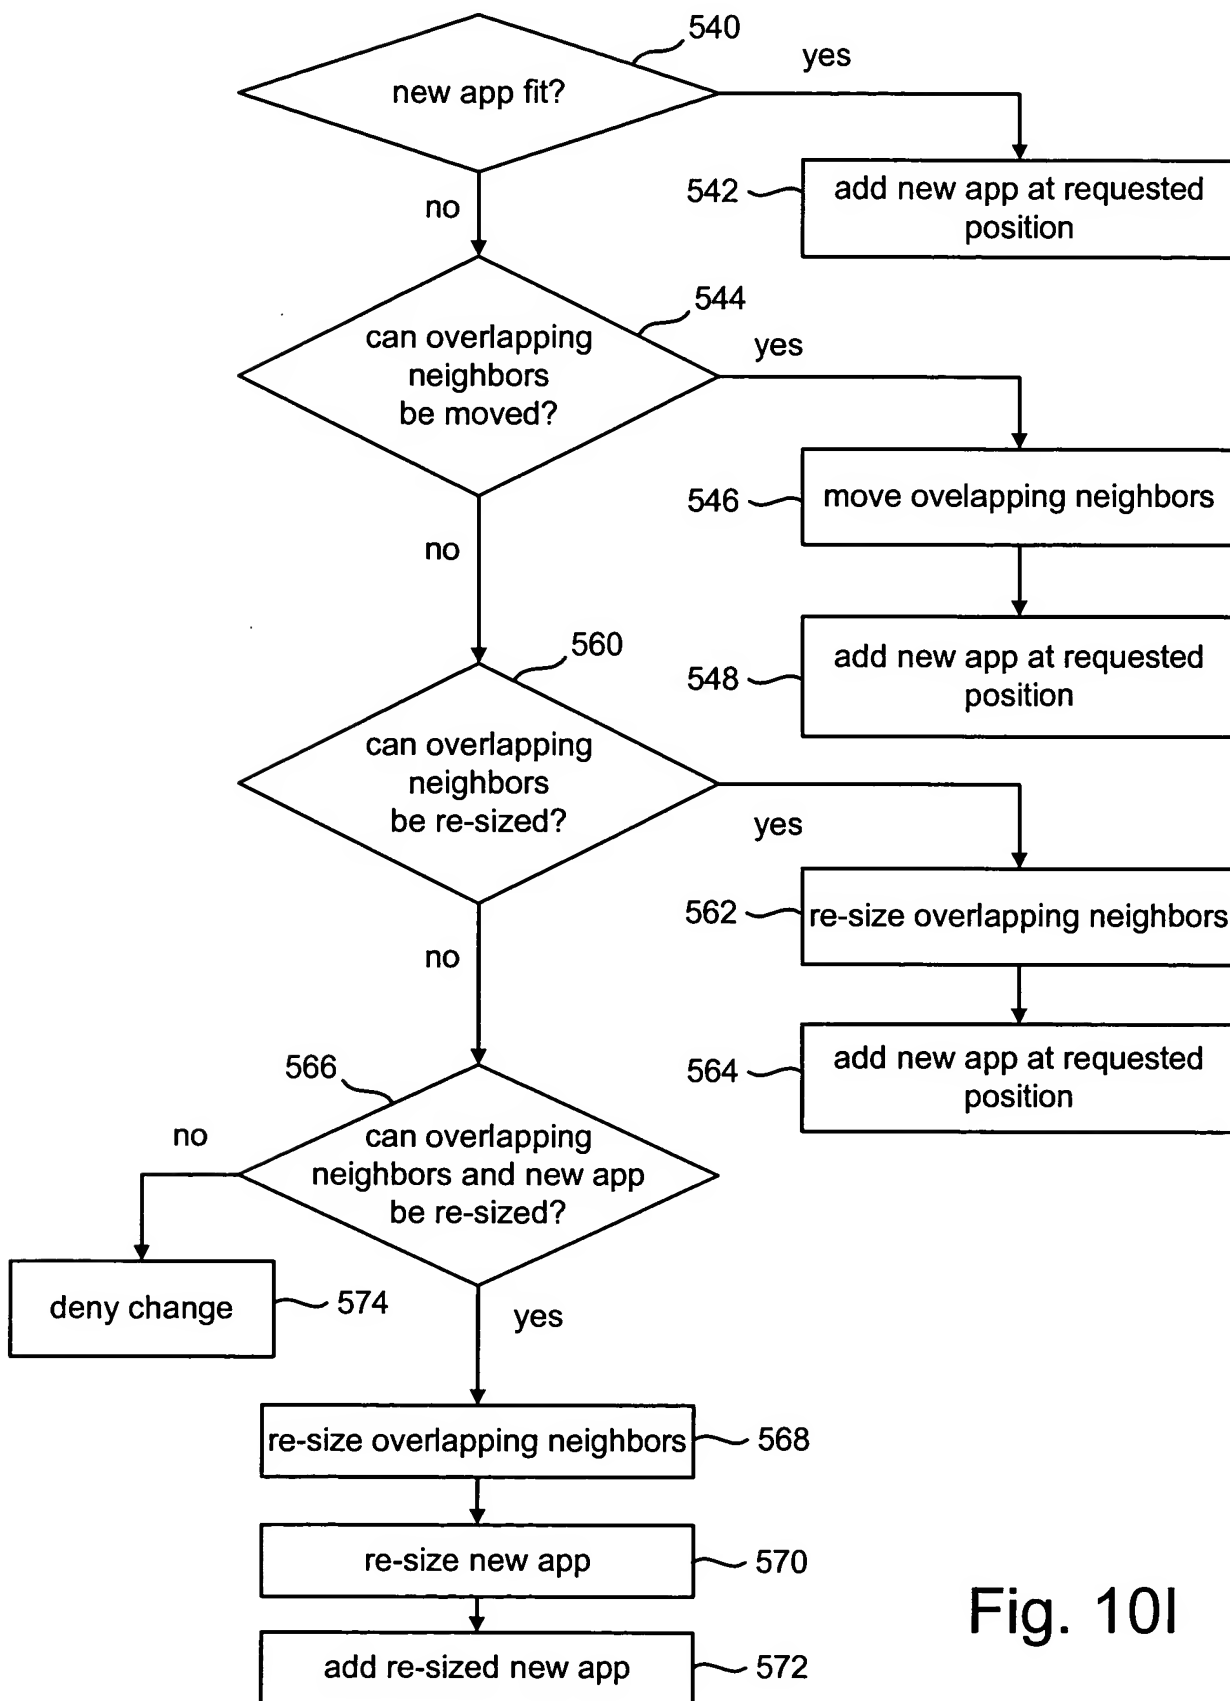 540
yes
new app fit?
542
add new app at requested
position
no
544
can overlapping
neighbors
be moved?
yes
546
move ovelapping neighbors
no
548
add new app at requested
position
560
can overlapping
neighbors
be re-sized?
yes
562
re-size overlapping neighbors
no
564
add new app at requested
position
566
can overlapping
neighbors and new app
be re-sized?
no
deny change
574
yes
re-size overlapping neighbors
568
re-size new app
570
add re-sized new app
572
Fig. 10I